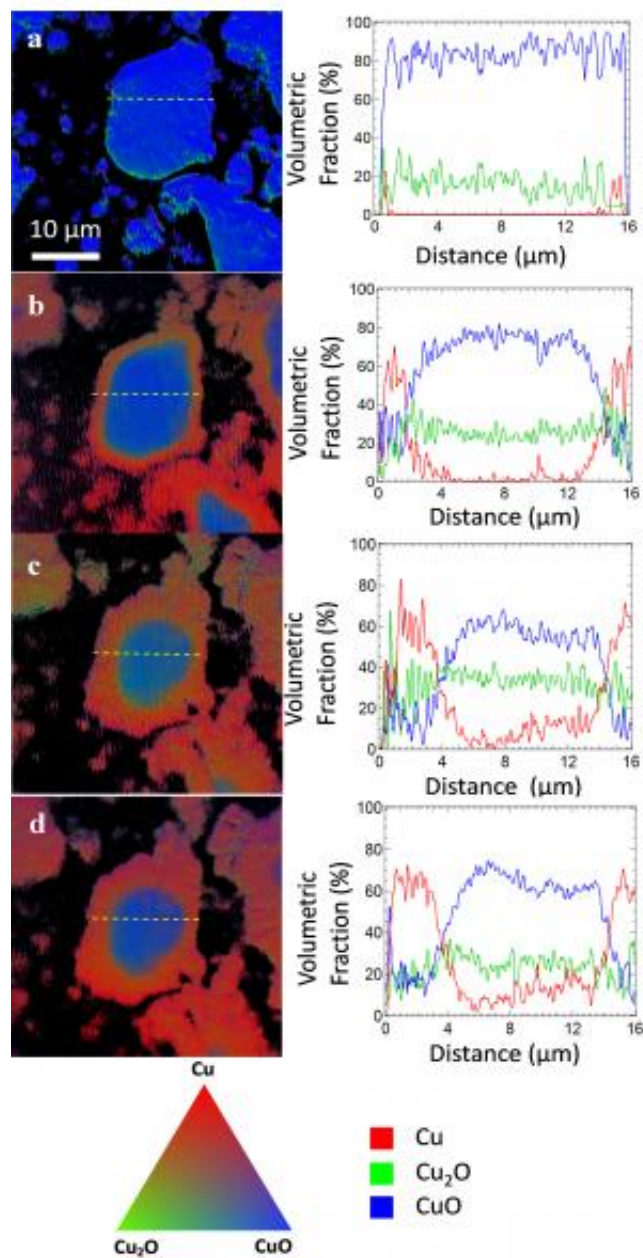 a
10 μm
Volumetric
Fraction (%)
100
80
60
40
20
0
0 4 8 12 16
Distance (μm)
b
Volumetric
Fraction (%)
100
80
60
40
20
0
0 4 8 12 16
Distance (μm)
c
Volumetric
Fraction (%)
100
80
60
40
20
0
0 4 8 12 16
Distance (μm)
d
Volumetric
Fraction (%)
100
80
60
40
20
0
0 4 8 12 16
Distance (μm)
Cu
Cu₂O CuO
Cu
Cu₂O
CuO